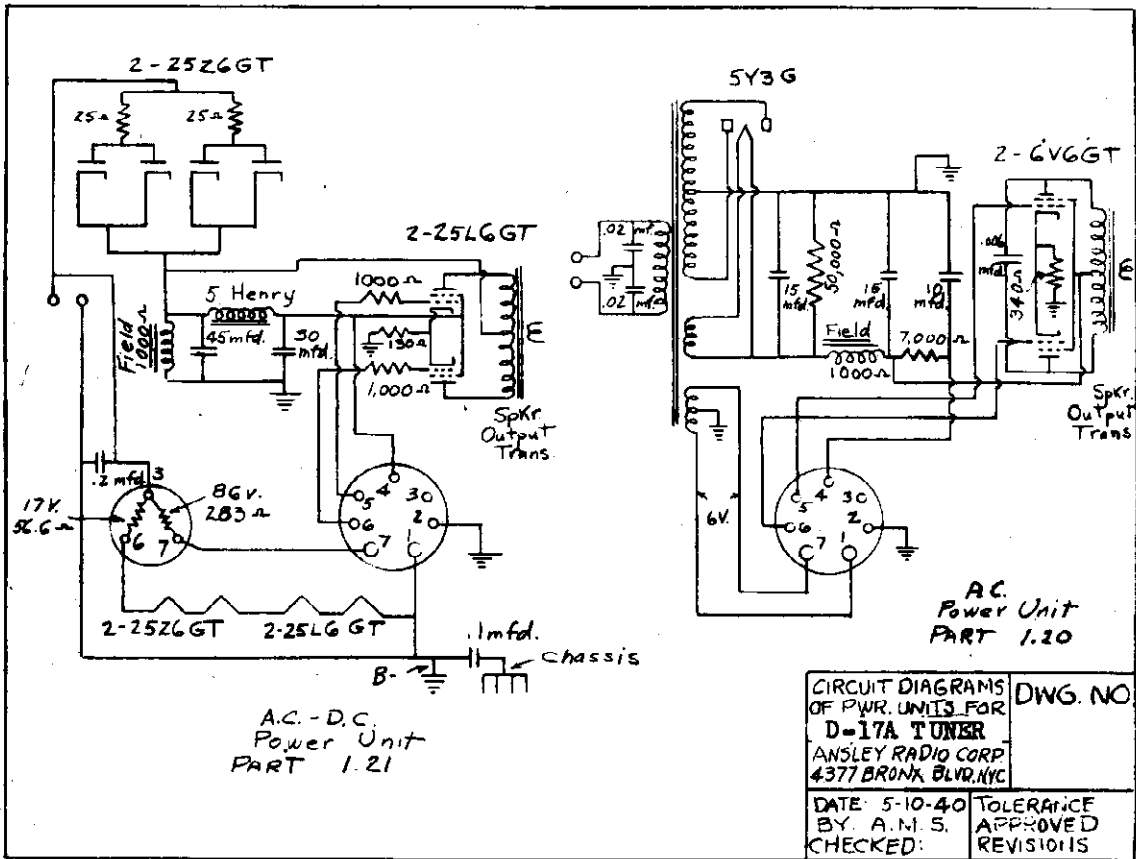 2-25Z6GT
25Ω
25Ω
2-25L6GT
1000Ω
5 Henry
Field
1,000Ω
45mfd.
30
mfd.
150Ω
1,000Ω
Spkr.
Output
Trans.
.2 mfd.
3
17V.
56.6Ω
86V.
283Ω
6
7
4
5
3
6
2
7
1
2-25Z6GT
2-25L6GT
.1mfd.
chassis
B-
A.C.-D.C.
Power Unit
PART 1.21
5Y3G
2-6V6GT
.02 mf.
.02 mf.
15
mfd.
50,000Ω
15
mfd.
10
mfd.
.006
mfd
340Ω
Field
1000Ω
7,000Ω
Spkr.
Output
Trans
6V.
4
5
3
6
2
7
1
A.C.
Power Unit
PART 1.20
CIRCUIT DIAGRAMS
OF PWR. UNITS FOR
D-17A TUNER
ANSLEY RADIO CORP.
4377 BRONX BLVD. NYC
DWG. NO.
DATE: 5-10-40
BY: A.M.S.
CHECKED:
TOLERANCE
APPROVED
REVISIONS